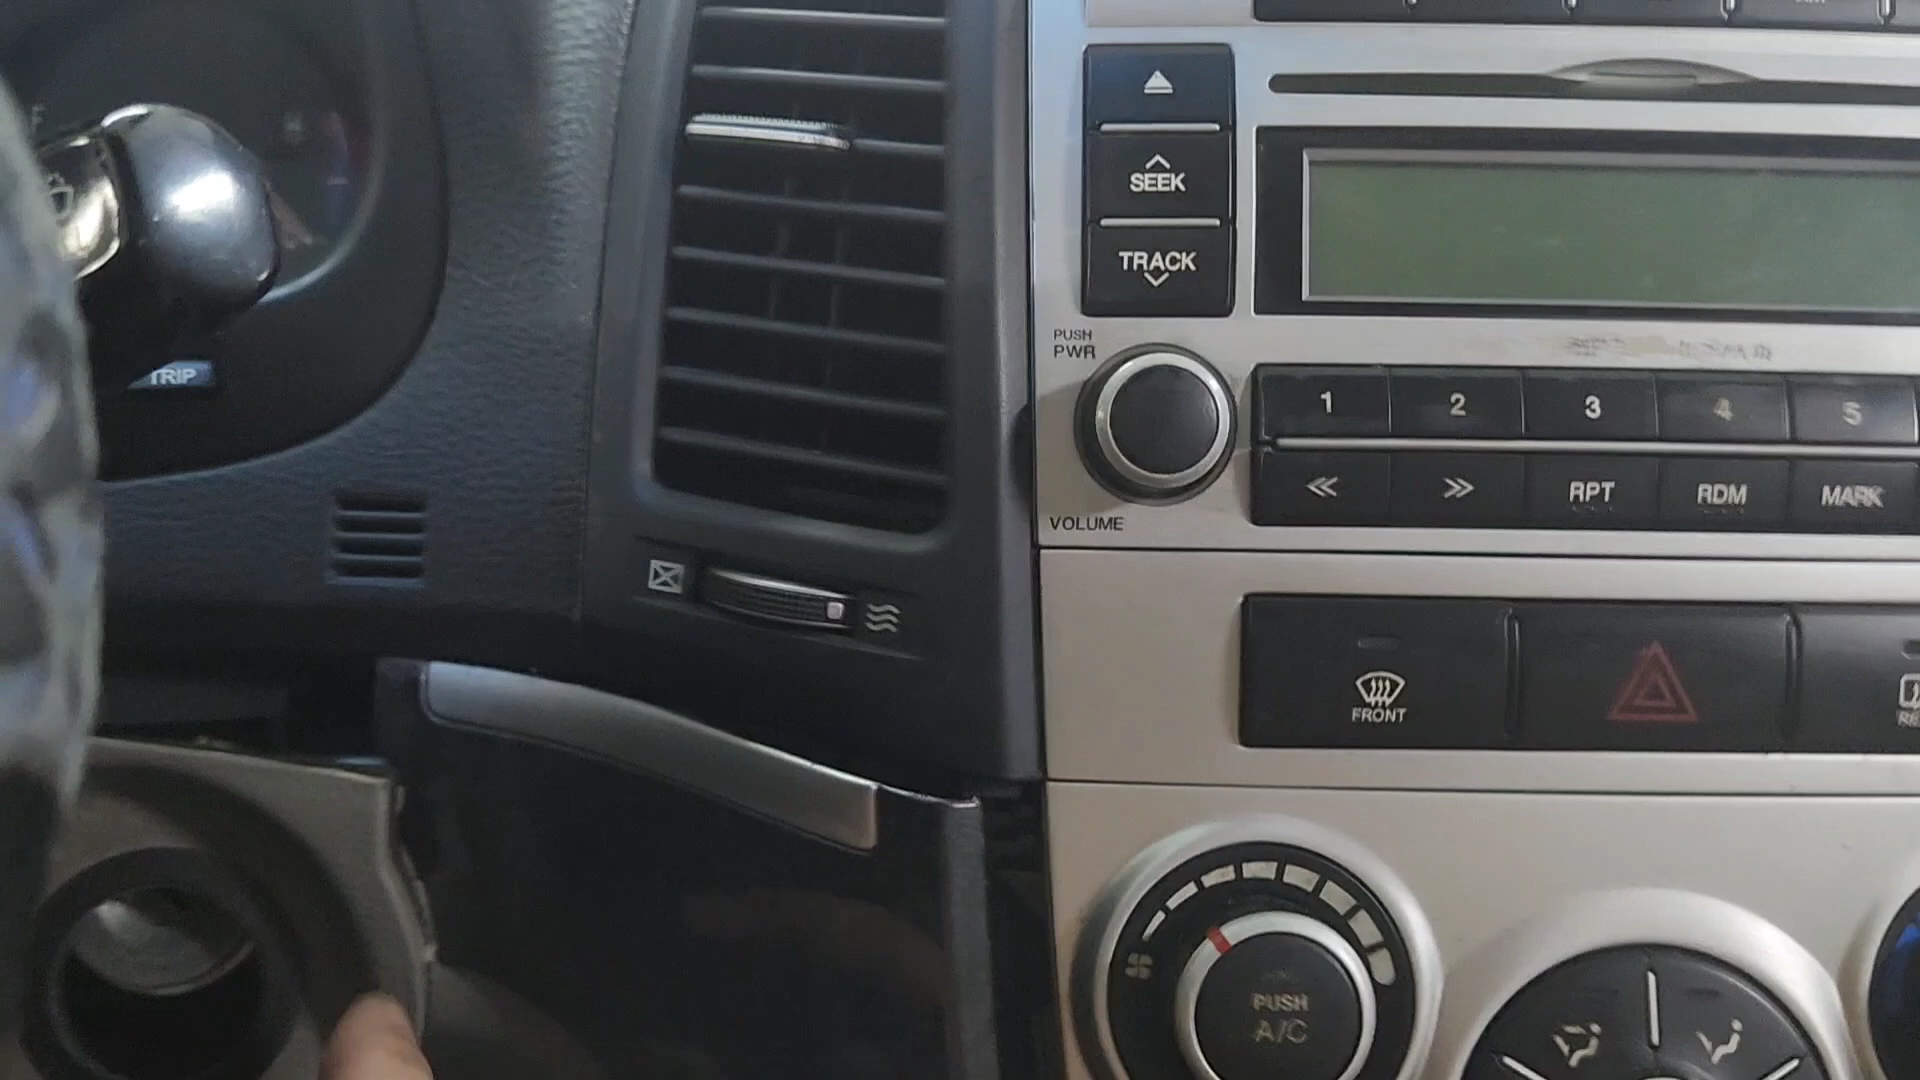 SEEK
TRACK
PUSH
PWR
TRIP
1 2 3 4 5
RPT RDM MARK
VOLUME
FRONT
PUSH
A/C